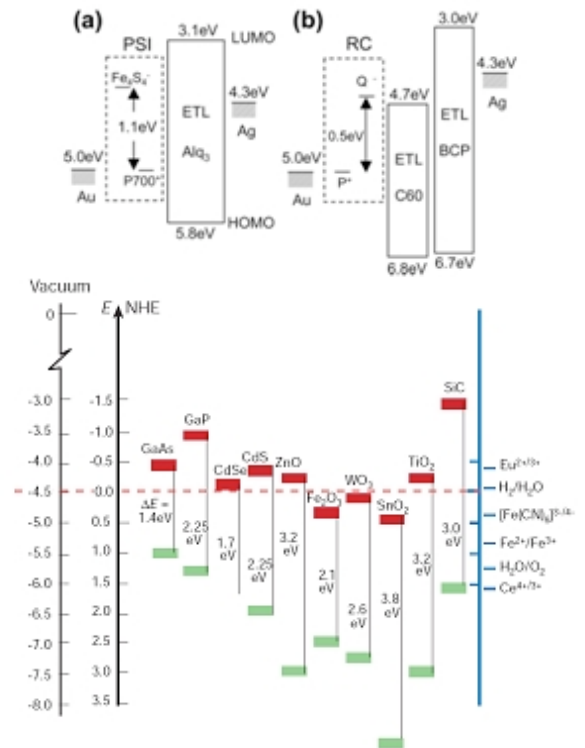 (a)
PSI
3.1eV
LUMO
Fe₄S₄⁻
1.1eV
ETL
Alq₃
4.3eV
Ag
5.0eV
Au
P700⁺
HOMO
5.8eV
(b)
RC
3.0eV
Q⁻
4.7eV
4.3eV
Ag
0.5eV
ETL
BCP
5.0eV
Au
P⁺
ETL
C60
6.8eV
6.7eV
Vacuum
E NHE
0
-3.0
-3.5
-4.0
-4.5
-5.0
-5.5
-6.0
-6.5
-7.0
-7.5
-8.0
-1.5
-1.0
-0.5
0.0
0.5
1.0
1.5
2.0
2.5
3.0
3.5
GaAs
ΔE =
1.4eV
GaP
2.25
eV
CdSe
1.7
eV
CdS
2.25
eV
ZnO
3.2
eV
Fe₂O₃
2.1
eV
WO₃
2.6
eV
SnO₂
3.8
eV
TiO₂
3.2
eV
SiC
3.0
eV
Eu²⁺/³⁺
H₂/H₂O
[Fe(CN)₆]³⁻/⁴⁻
Fe²⁺/Fe³⁺
H₂O/O₂
Ce⁴⁺/³⁺